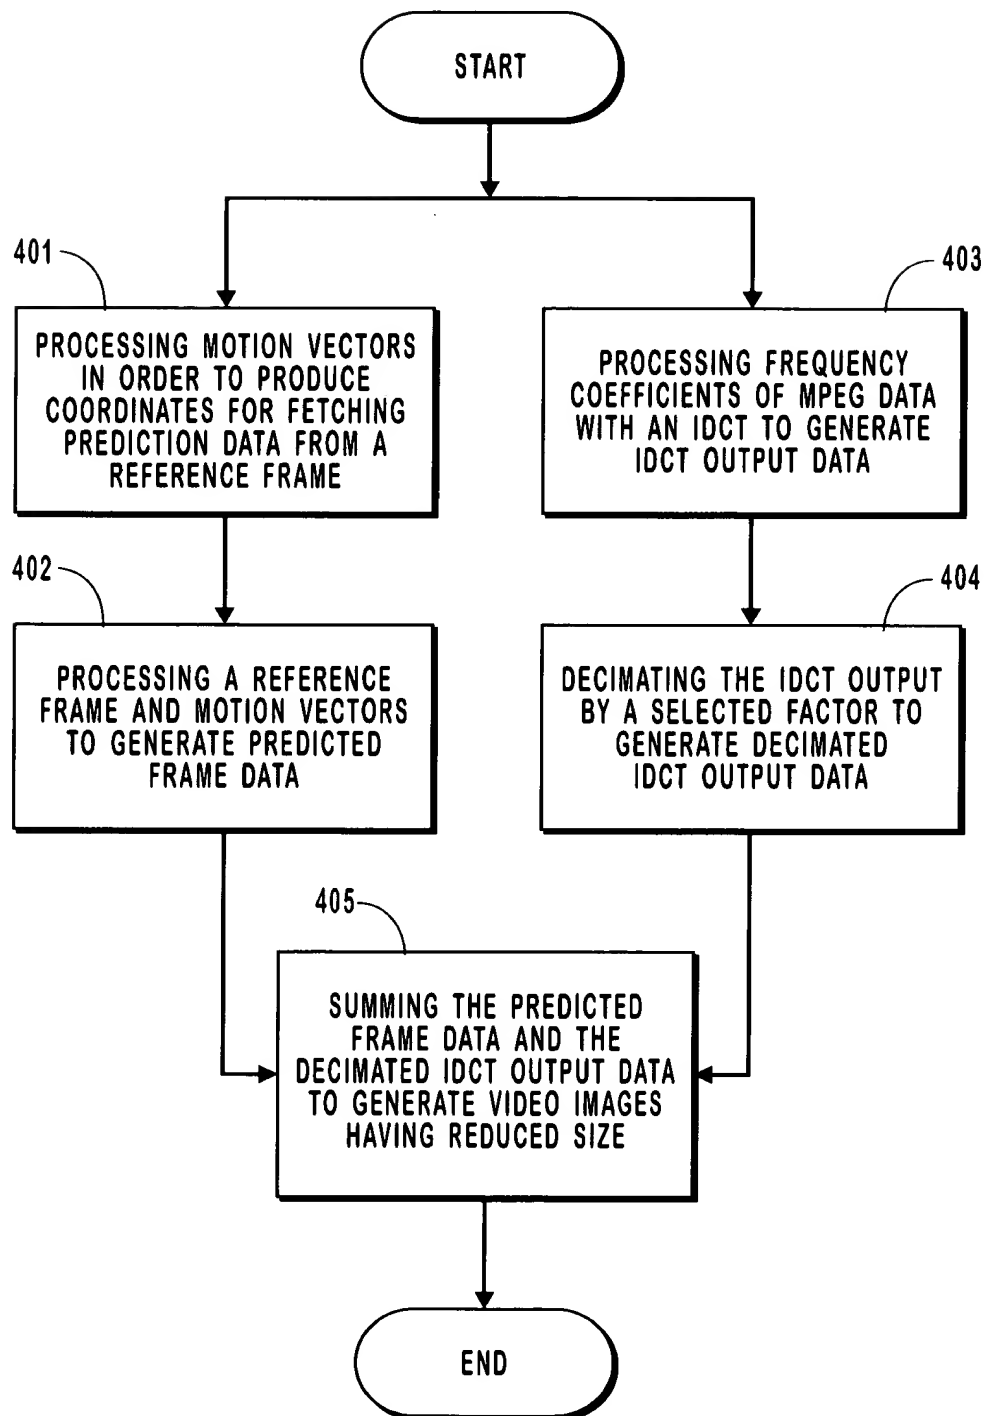 START
401
PROCESSING MOTION VECTORS
IN ORDER TO PRODUCE
COORDINATES FOR FETCHING
PREDICTION DATA FROM A
REFERENCE FRAME
403
PROCESSING FREQUENCY
COEFFICIENTS OF MPEG DATA
WITH AN IDCT TO GENERATE
IDCT OUTPUT DATA
402
PROCESSING A REFERENCE
FRAME AND MOTION VECTORS
TO GENERATE PREDICTED
FRAME DATA
404
DECIMATING THE IDCT OUTPUT
BY A SELECTED FACTOR TO
GENERATE DECIMATED
IDCT OUTPUT DATA
405
SUMMING THE PREDICTED
FRAME DATA AND THE
DECIMATED IDCT OUTPUT DATA
TO GENERATE VIDEO IMAGES
HAVING REDUCED SIZE
END